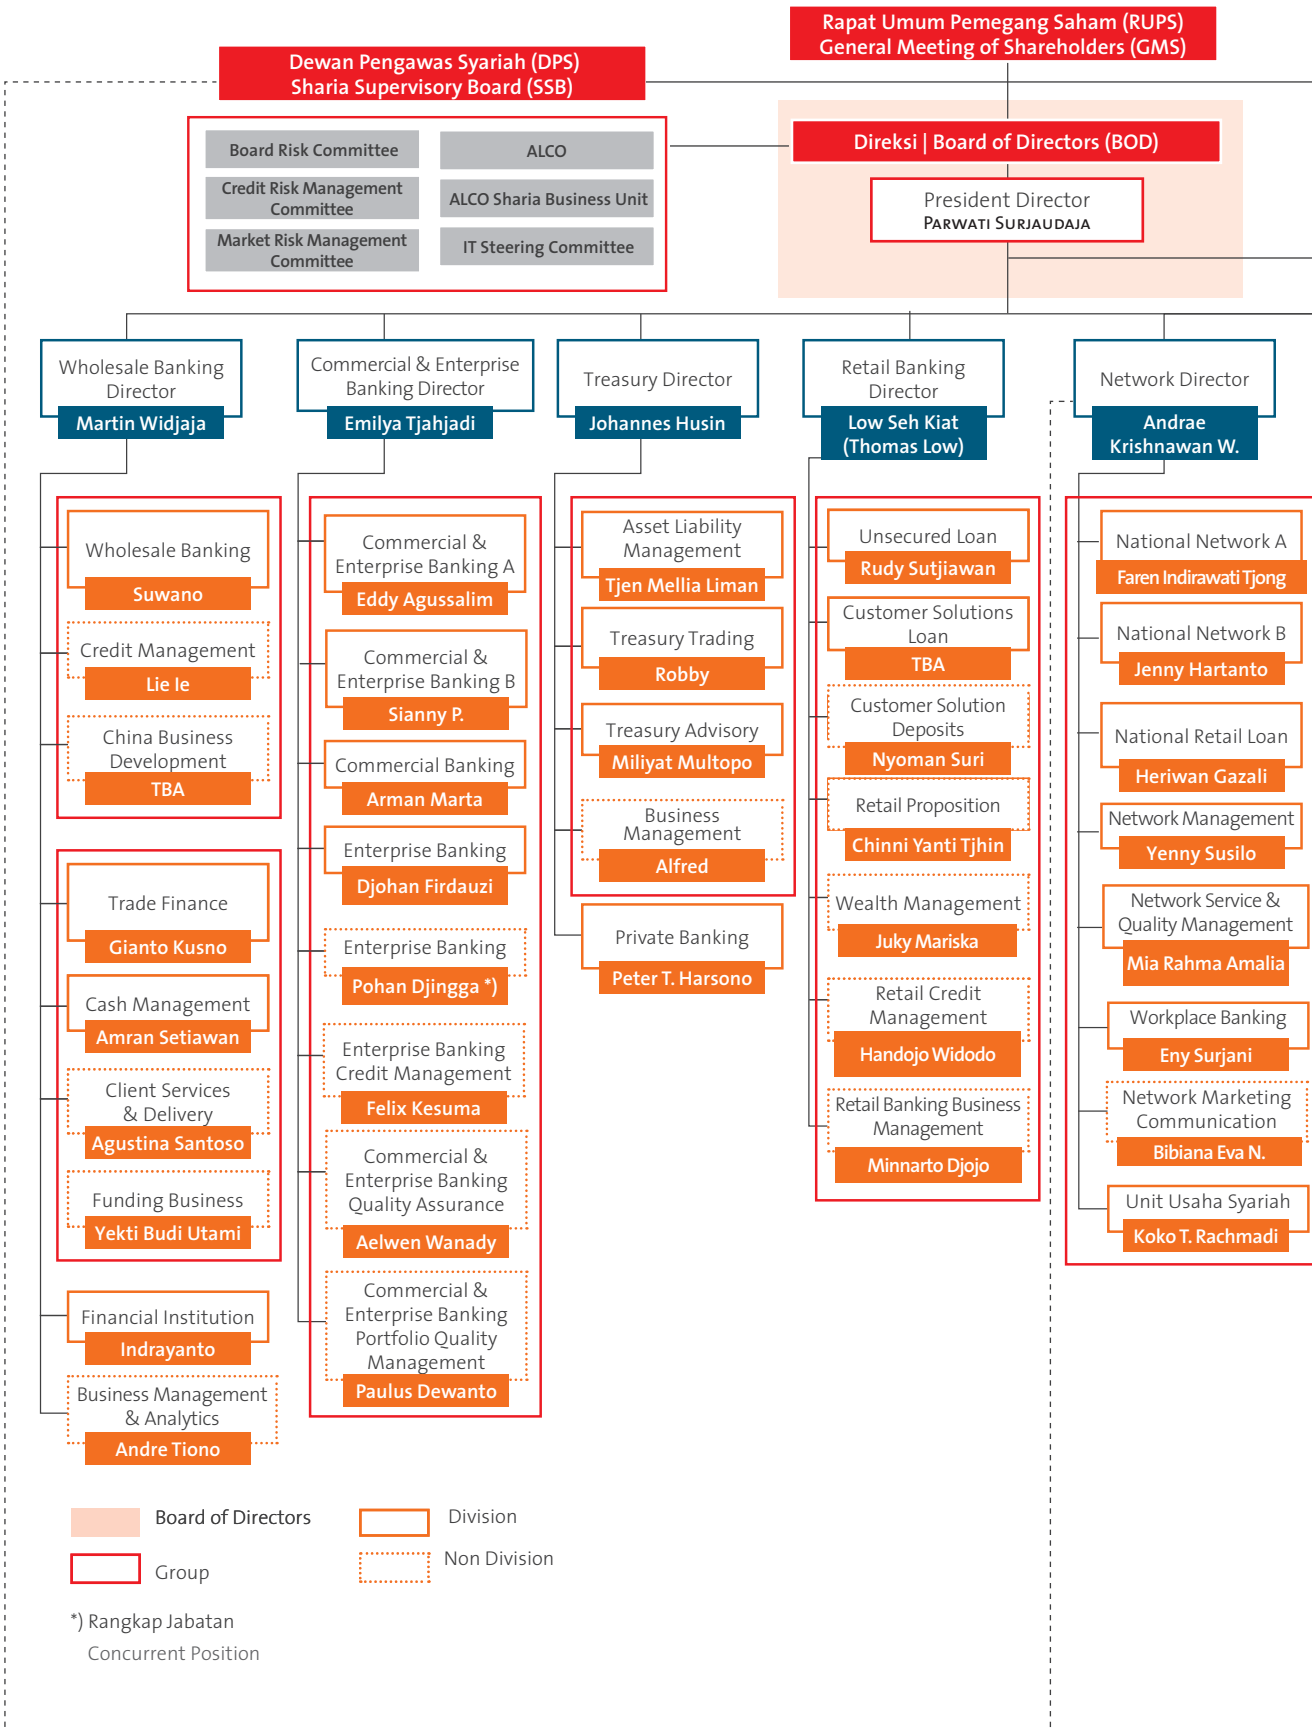 Rapat Umum Pemegang Saham (RUPS)
General Meeting of Shareholders (GMS)
Dewan Pengawas Syariah (DPS)
Sharia Supervisory Board (SSB)
Direksi | Board of Directors (BOD)
President Director
PARWATI SURJAUDAJA
Board Risk Committee
ALCO
Credit Risk Management
Committee
ALCO Sharia Business Unit
Market Risk Management
Committee
IT Steering Committee
Wholesale Banking
Director
Martin Widjaja
Wholesale Banking
Suwano
Credit Management
Lie Ie
China Business
Development
TBA
Trade Finance
Gianto Kusno
Cash Management
Amran Setiawan
Client Services
& Delivery
Agustina Santoso
Funding Business
Yekti Budi Utami
Financial Institution
Indrayanto
Business Management
& Analytics
Andre Tiono
Commercial & Enterprise
Banking Director
Emilya Tjahjadi
Commercial &
Enterprise Banking A
Eddy Agussalim
Commercial &
Enterprise Banking B
Sianny P.
Commercial Banking
Arman Marta
Enterprise Banking
Djohan Firdauzi
Enterprise Banking
Pohan Djingga *)
Enterprise Banking
Credit Management
Felix Kesuma
Commercial &
Enterprise Banking
Quality Assurance
Aelwen Wanady
Commercial &
Enterprise Banking
Portfolio Quality
Management
Paulus Dewanto
Treasury Director
Johannes Husin
Asset Liability
Management
Tjen Mellia Liman
Treasury Trading
Robby
Treasury Advisory
Miliyat Multopo
Business
Management
Alfred
Private Banking
Peter T. Harsono
Retail Banking
Director
Low Seh Kiat
(Thomas Low)
Unsecured Loan
Rudy Sutjiawan
Customer Solutions
Loan
TBA
Customer Solution
Deposits
Nyoman Suri
Retail Proposition
Chinni Yanti Tjhin
Wealth Management
Juky Mariska
Retail Credit
Management
Handojo Widodo
Retail Banking Business
Management
Minnarto Djojo
Network Director
Andrae
Krishnawan W.
National Network A
Faren Indirawati Tjong
National Network B
Jenny Hartanto
National Retail Loan
Heriwan Gazali
Network Management
Yenny Susilo
Network Service &
Quality Management
Mia Rahma Amalia
Workplace Banking
Eny Surjani
Network Marketing
Communication
Bibiana Eva N.
Unit Usaha Syariah
Koko T. Rachmadi
Board of Directors
Division
Group
Non Division
*) Rangkap Jabatan
Concurrent Position